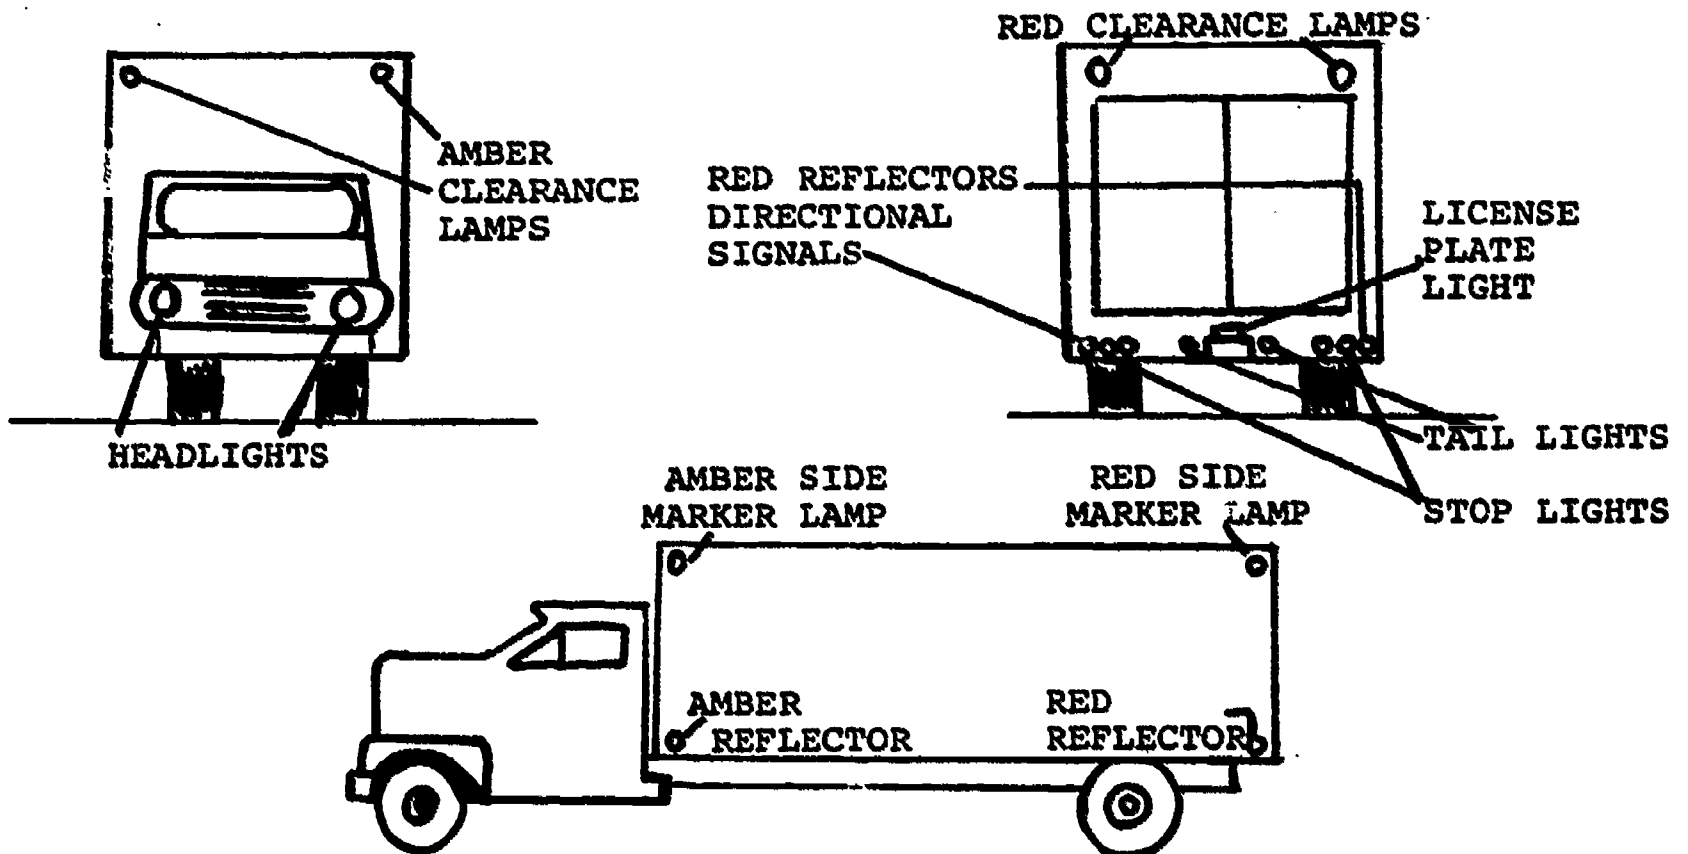 RED CLEARANCE LAMPS
AMBER
CLEARANCE
LAMPS
RED REFLECTORS
DIRECTIONAL
SIGNALS
LICENSE
PLATE
LIGHT
HEADLIGHTS
TAIL LIGHTS
STOP LIGHTS
AMBER SIDE
MARKER LAMP
RED SIDE
MARKER LAMP
AMBER
REFLECTOR
RED
REFLECTOR